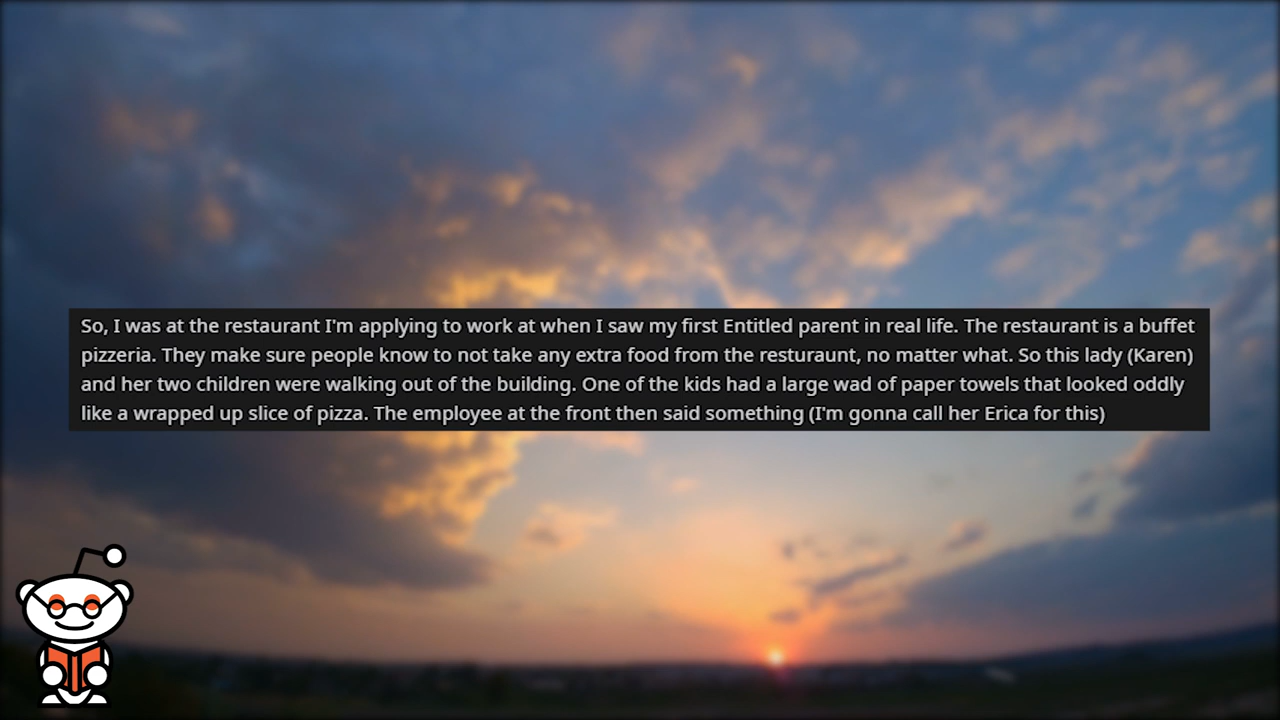 So, I was at the restaurant I'm applying to work at when I saw my first Entitled parent in real life. The restaurant is a buffet
pizzeria. They make sure people know to not take any extra food from the resturaunt, no matter what. So this lady (Karen)
and her two children were walking out of the building. One of the kids had a large wad of paper towels that looked oddly
like a wrapped up slice of pizza. The employee at the front then said something (I'm gonna call her Erica for this)